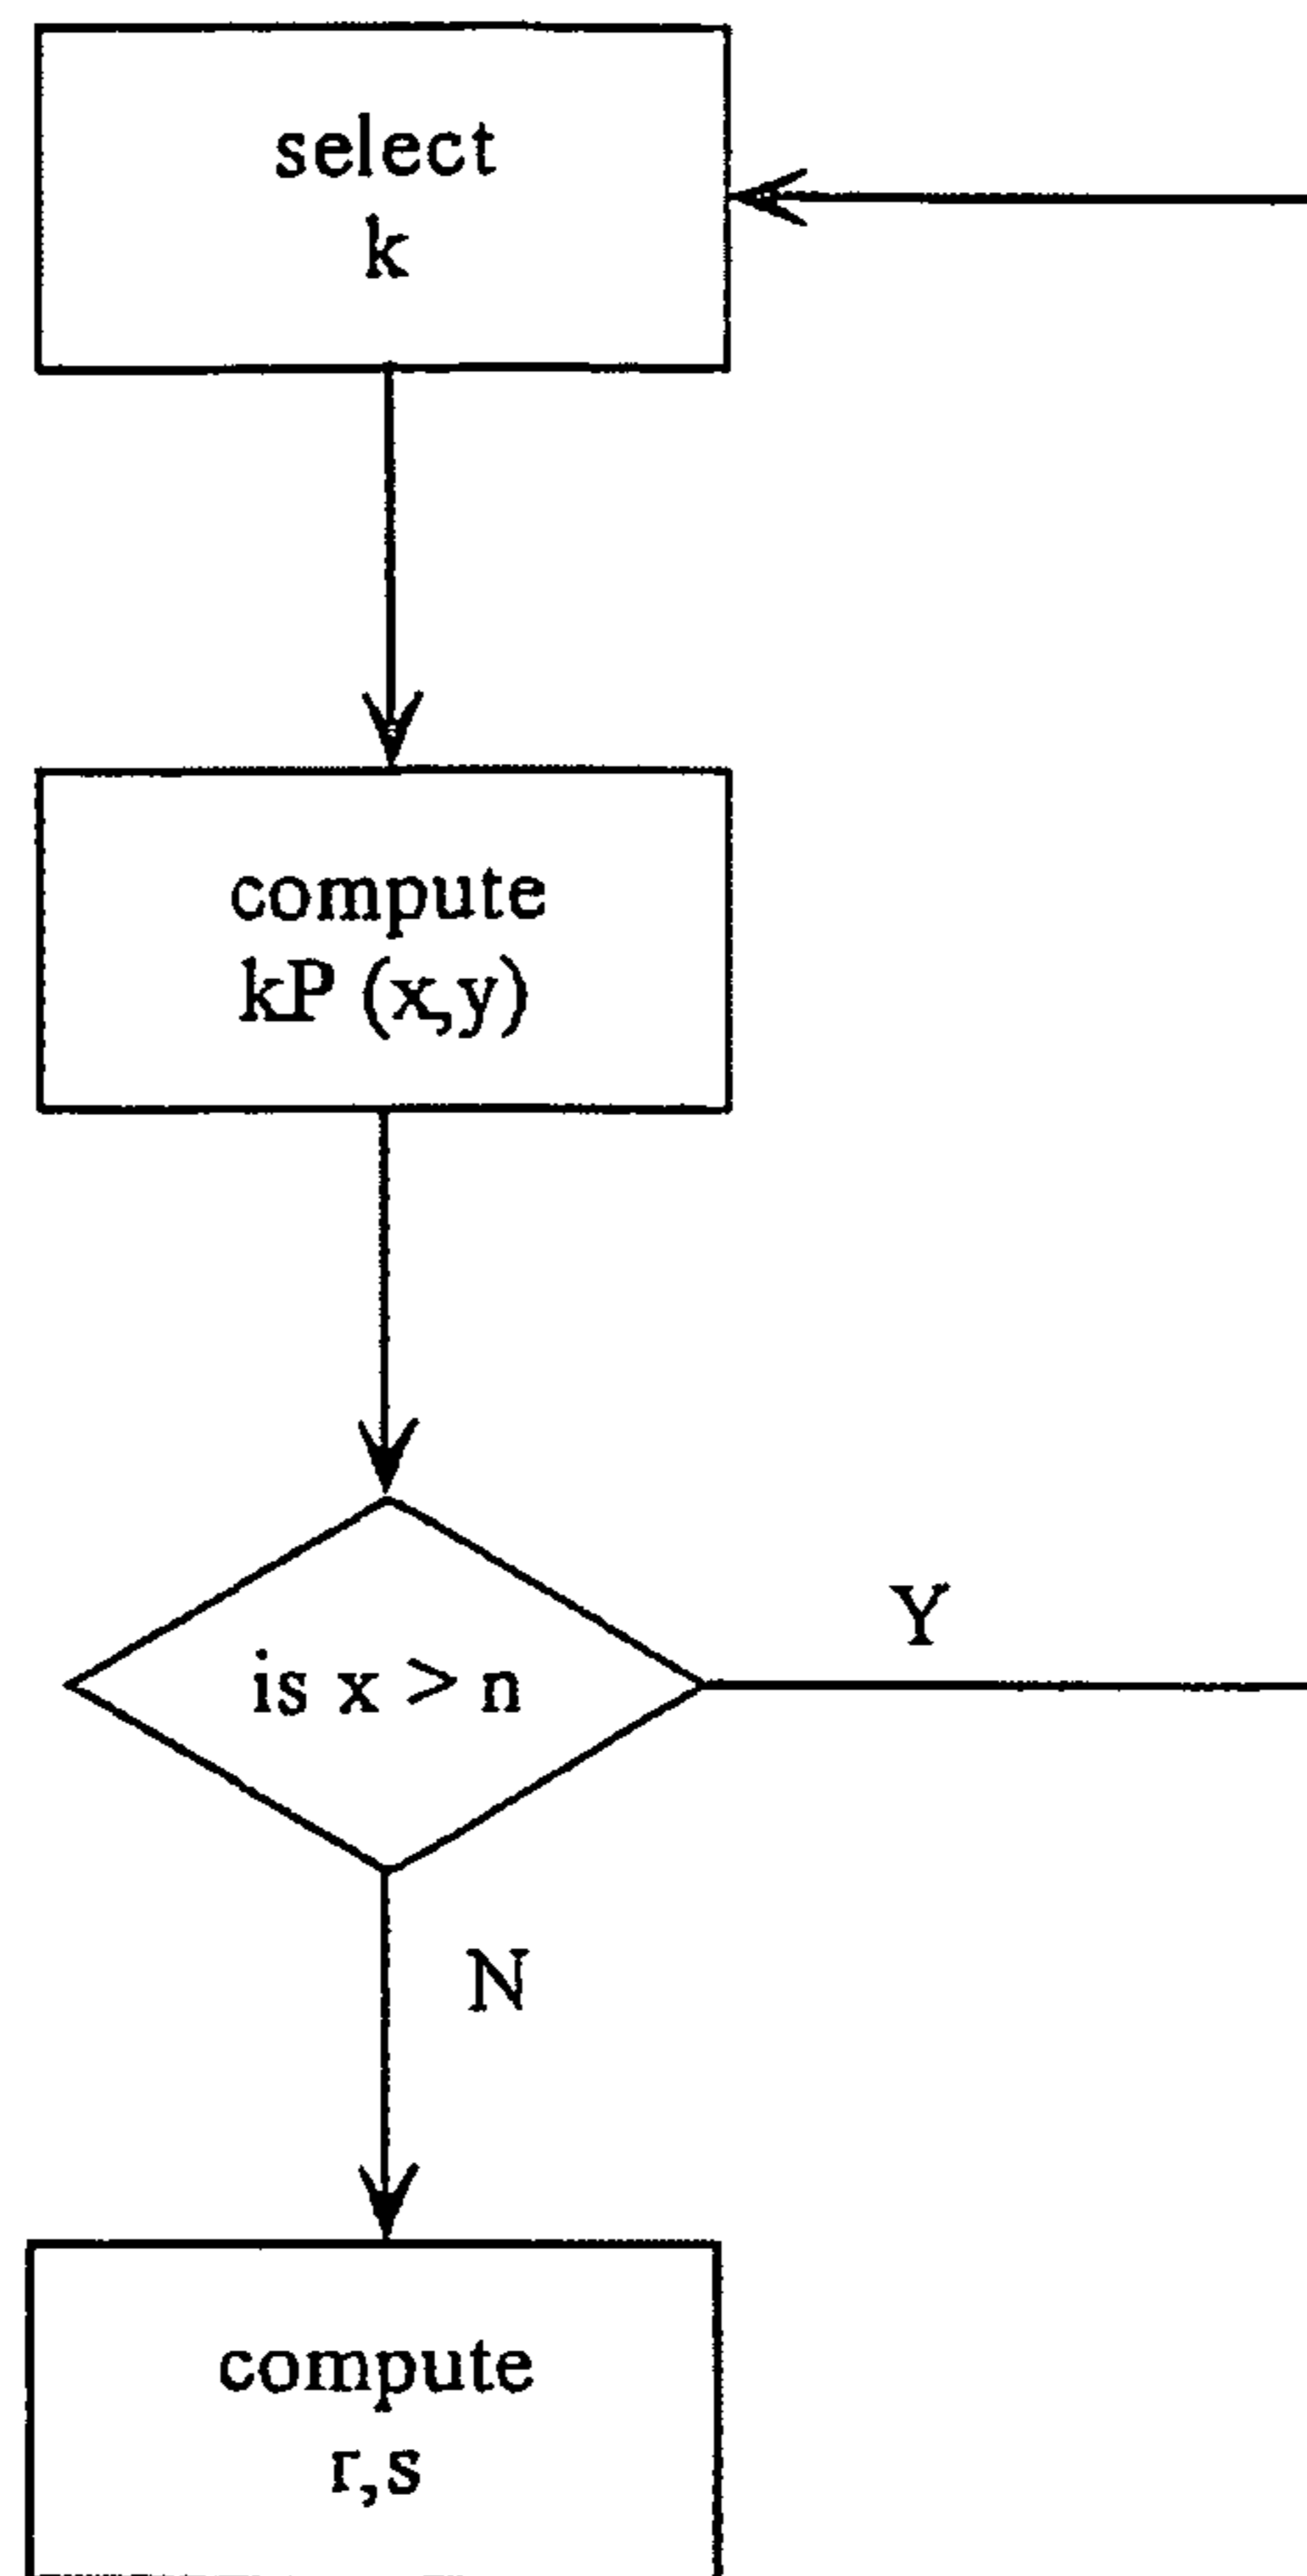 select
k
compute
kP (x,y)
is x > n
Y
N
compute
r,s